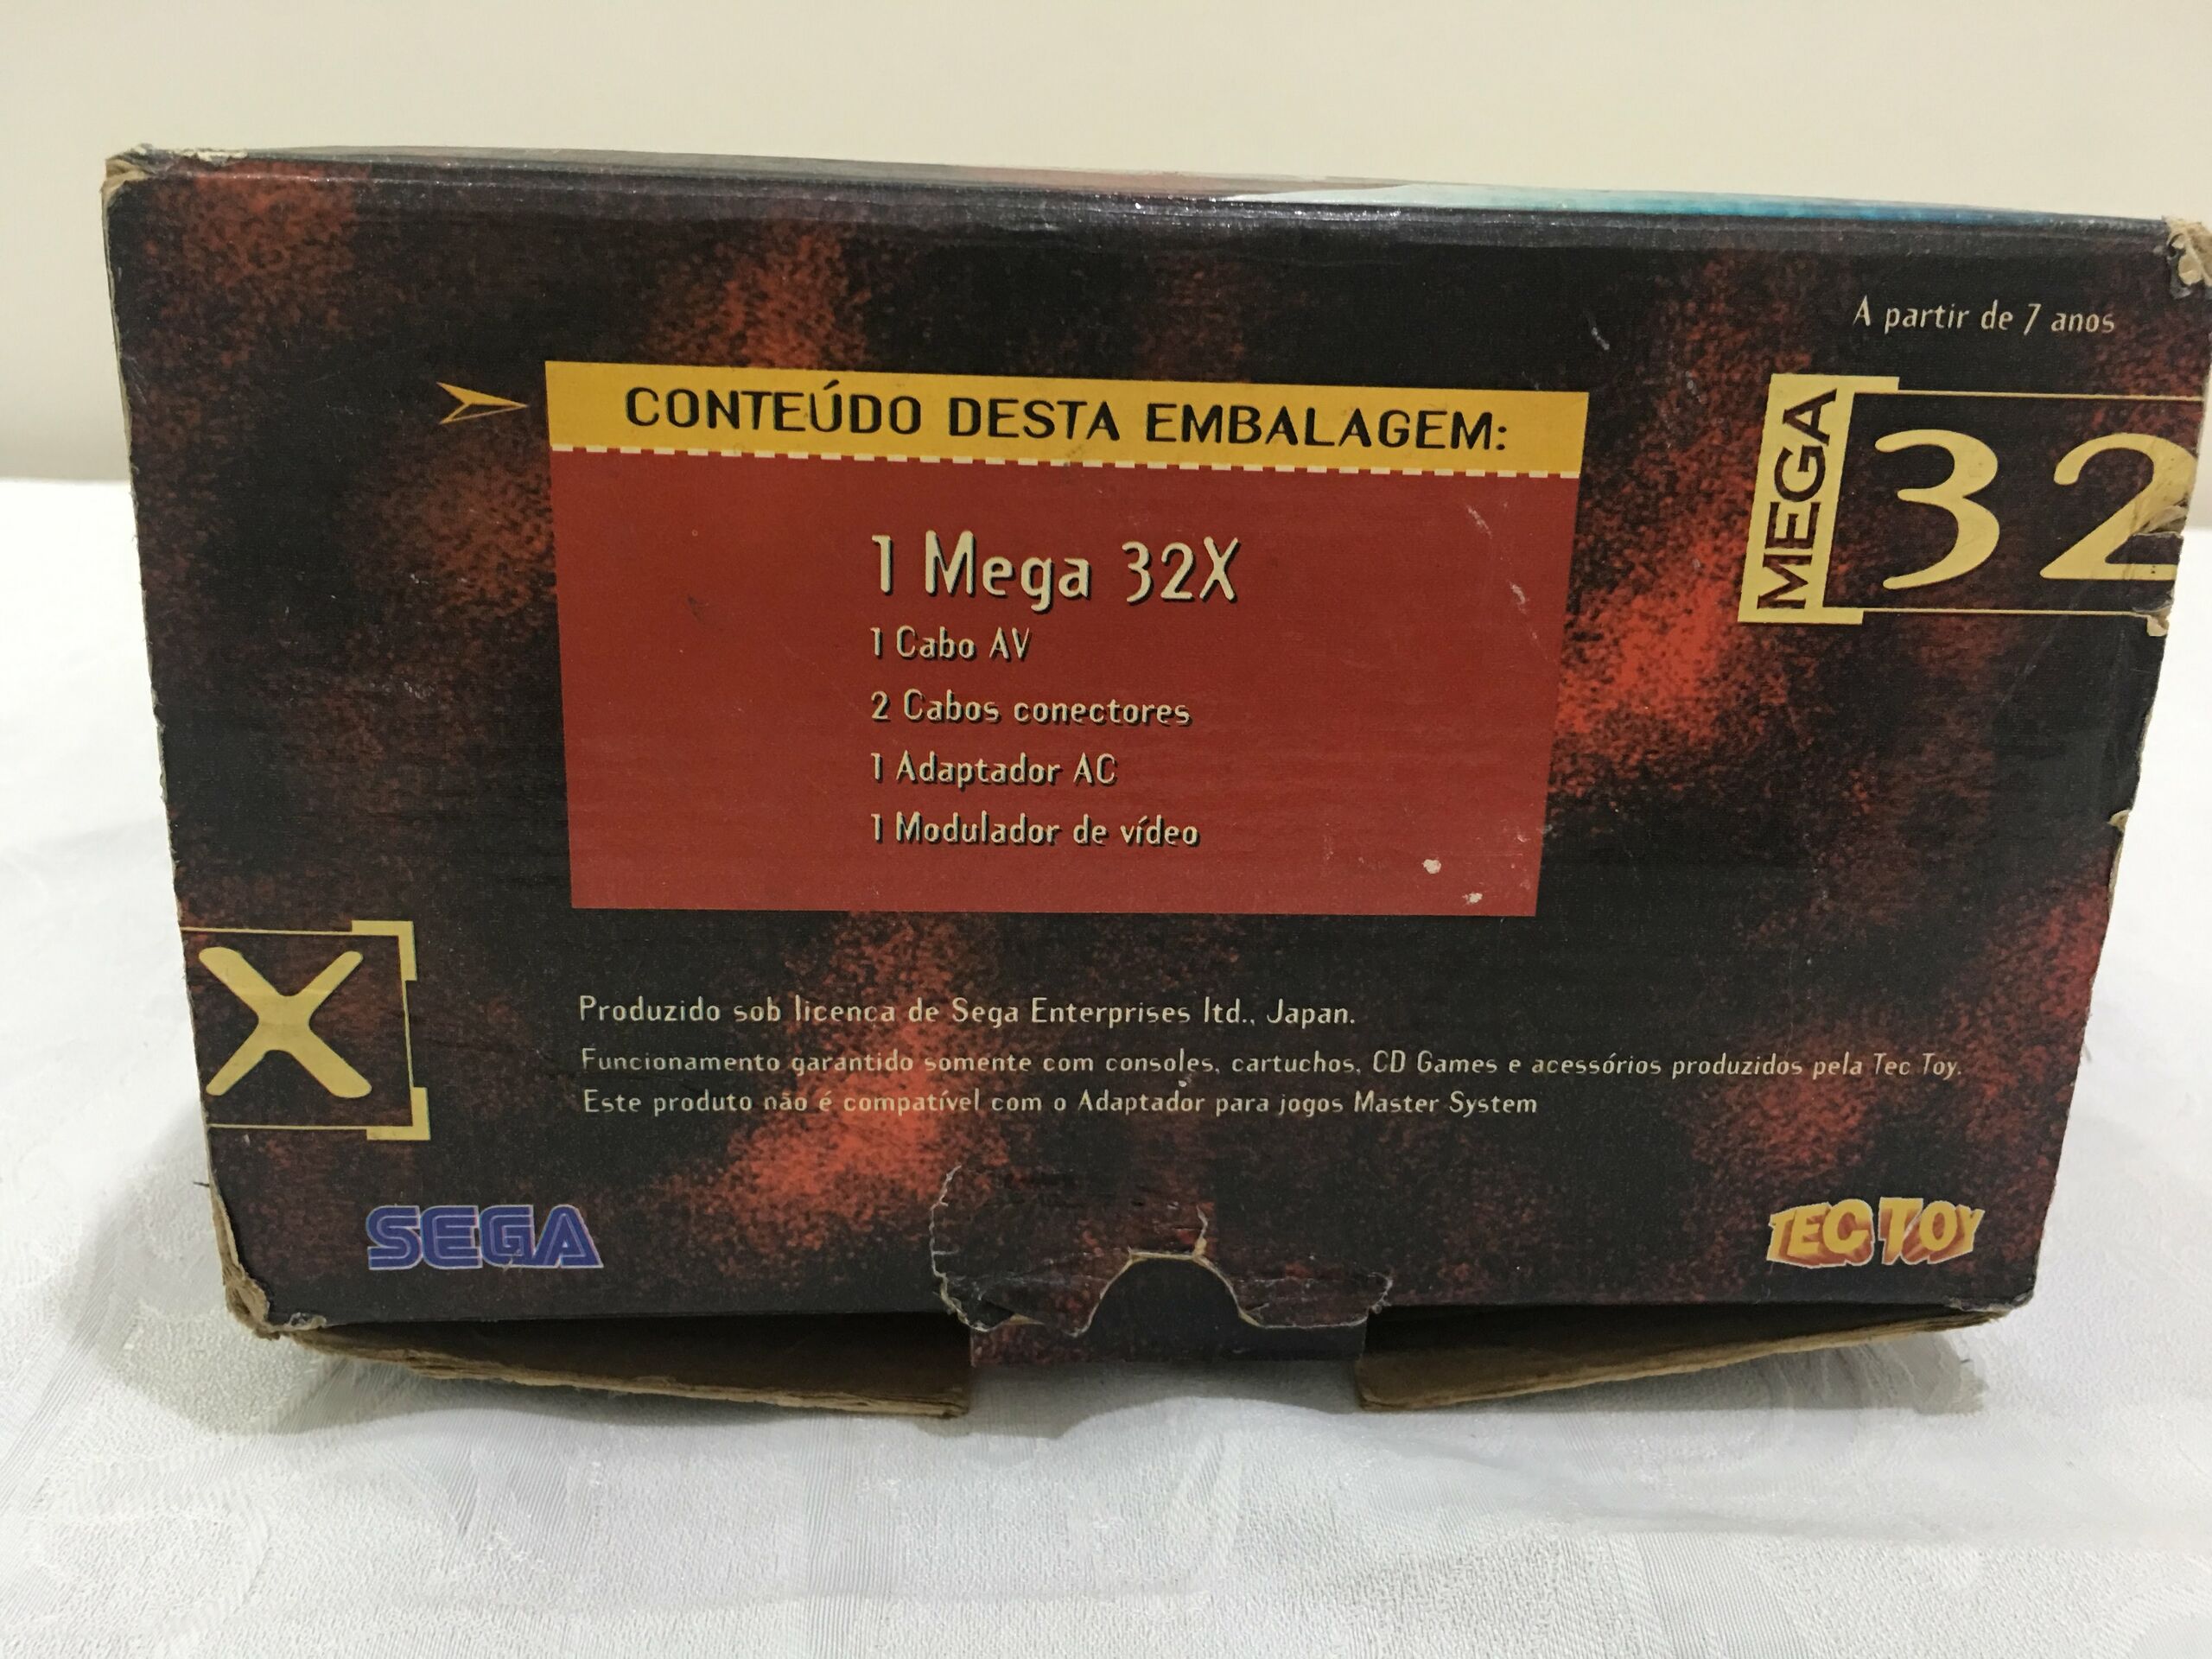 A partir de 7 anos
CONTEÚDO DESTA EMBALAGEM:
MEGA
32
1 Mega 32X
1 Cabo AV
2 Cabos conectores
1 Adaptador AC
1 Modulador de vídeo
X
Produzido sob licenca de Sega Enterprises ltd., Japan.
Funcionamento garantido somente com consoles, cartuchos, CD Games e acessórios produzidos pela Tec Toy.
Este produto não é compatível com o Adaptador para jogos Master System
SEGA
TEC TOY